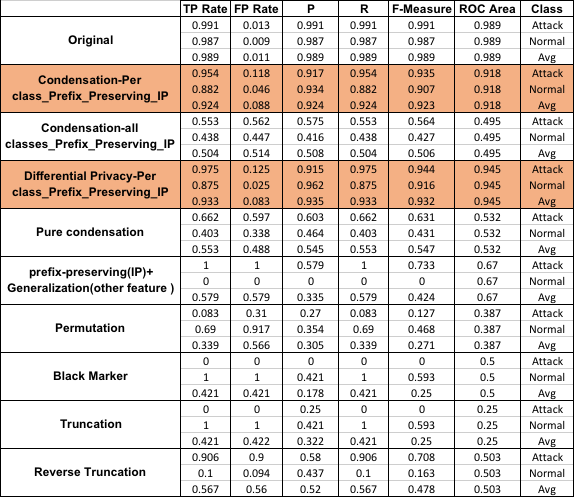 TP Rate FP Rate P R F-Measure ROC Area Class
Original
0.991 0.013 0.991 0.991 0.991 0.989 Attack
0.987 0.009 0.987 0.987 0.987 0.989 Normal
0.989 0.011 0.989 0.989 0.989 0.989 Avg
Condensation-Per
class_Prefix_Preserving_IP
0.954 0.118 0.917 0.954 0.935 0.918 Attack
0.882 0.046 0.934 0.882 0.907 0.918 Normal
0.924 0.088 0.924 0.924 0.923 0.918 Avg
Condensation-all
classes_Prefix_Preserving_IP
0.553 0.562 0.575 0.553 0.564 0.495 Attack
0.438 0.447 0.416 0.438 0.427 0.495 Normal
0.504 0.514 0.508 0.504 0.506 0.495 Avg
Differential Privacy-Per
class_Prefix_Preserving_IP
0.975 0.125 0.915 0.975 0.944 0.945 Attack
0.875 0.025 0.962 0.875 0.916 0.945 Normal
0.933 0.083 0.935 0.933 0.932 0.945 Avg
Pure condensation
0.662 0.597 0.603 0.662 0.631 0.532 Attack
0.403 0.338 0.464 0.403 0.431 0.532 Normal
0.553 0.488 0.545 0.553 0.547 0.532 Avg
prefix-preserving(IP)+
Generalization(other feature )
1 1 0.579 1 0.733 0.67 Attack
0 0 0 0 0 0.67 Normal
0.579 0.579 0.335 0.579 0.424 0.67 Avg
Permutation
0.083 0.31 0.27 0.083 0.127 0.387 Attack
0.69 0.917 0.354 0.69 0.468 0.387 Normal
0.339 0.566 0.305 0.339 0.271 0.387 Avg
Black Marker
0 0 0 0 0 0.5 Attack
1 1 0.421 1 0.593 0.5 Normal
0.421 0.421 0.178 0.421 0.25 0.5 Avg
Truncation
0 0 0.25 0 0 0.25 Attack
1 1 0.421 1 0.593 0.25 Normal
0.421 0.422 0.322 0.421 0.25 0.25 Avg
Reverse Truncation
0.906 0.9 0.58 0.906 0.708 0.503 Attack
0.1 0.094 0.437 0.1 0.163 0.503 Normal
0.567 0.56 0.52 0.567 0.478 0.503 Avg